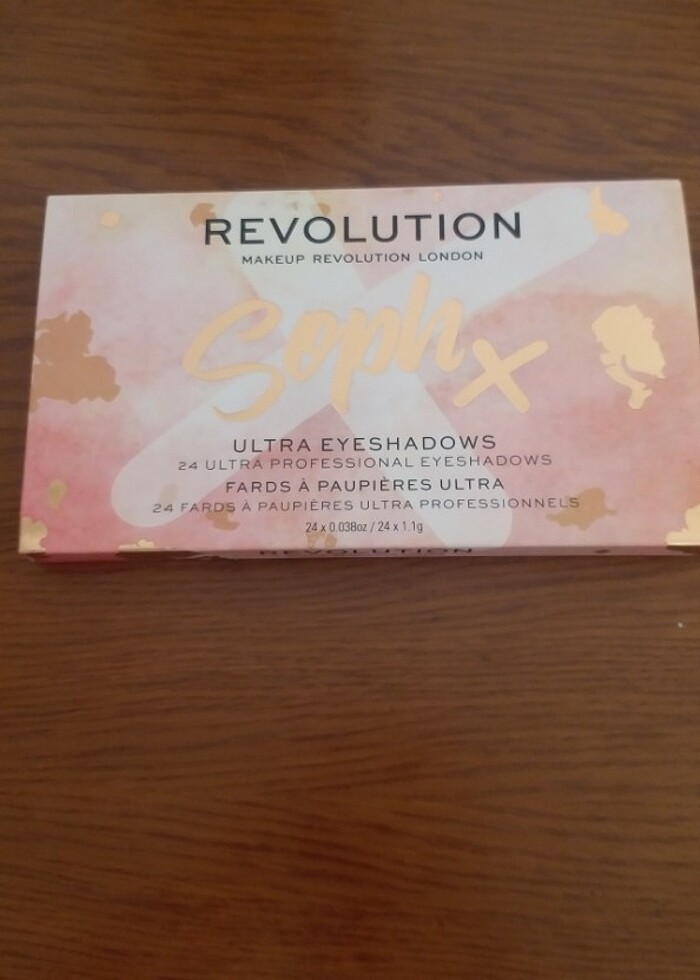 REVOLUTION
MAKEUP REVOLUTION LONDON
Soph x
ULTRA EYESHADOWS
24 ULTRA PROFESSIONAL EYESHADOWS
FARDS À PAUPIÈRES ULTRA
24 FARDS À PAUPIÈRES ULTRA PROFESSIONNELS
24 x 0.038oz / 24 x 1.1g
REVOLUTION